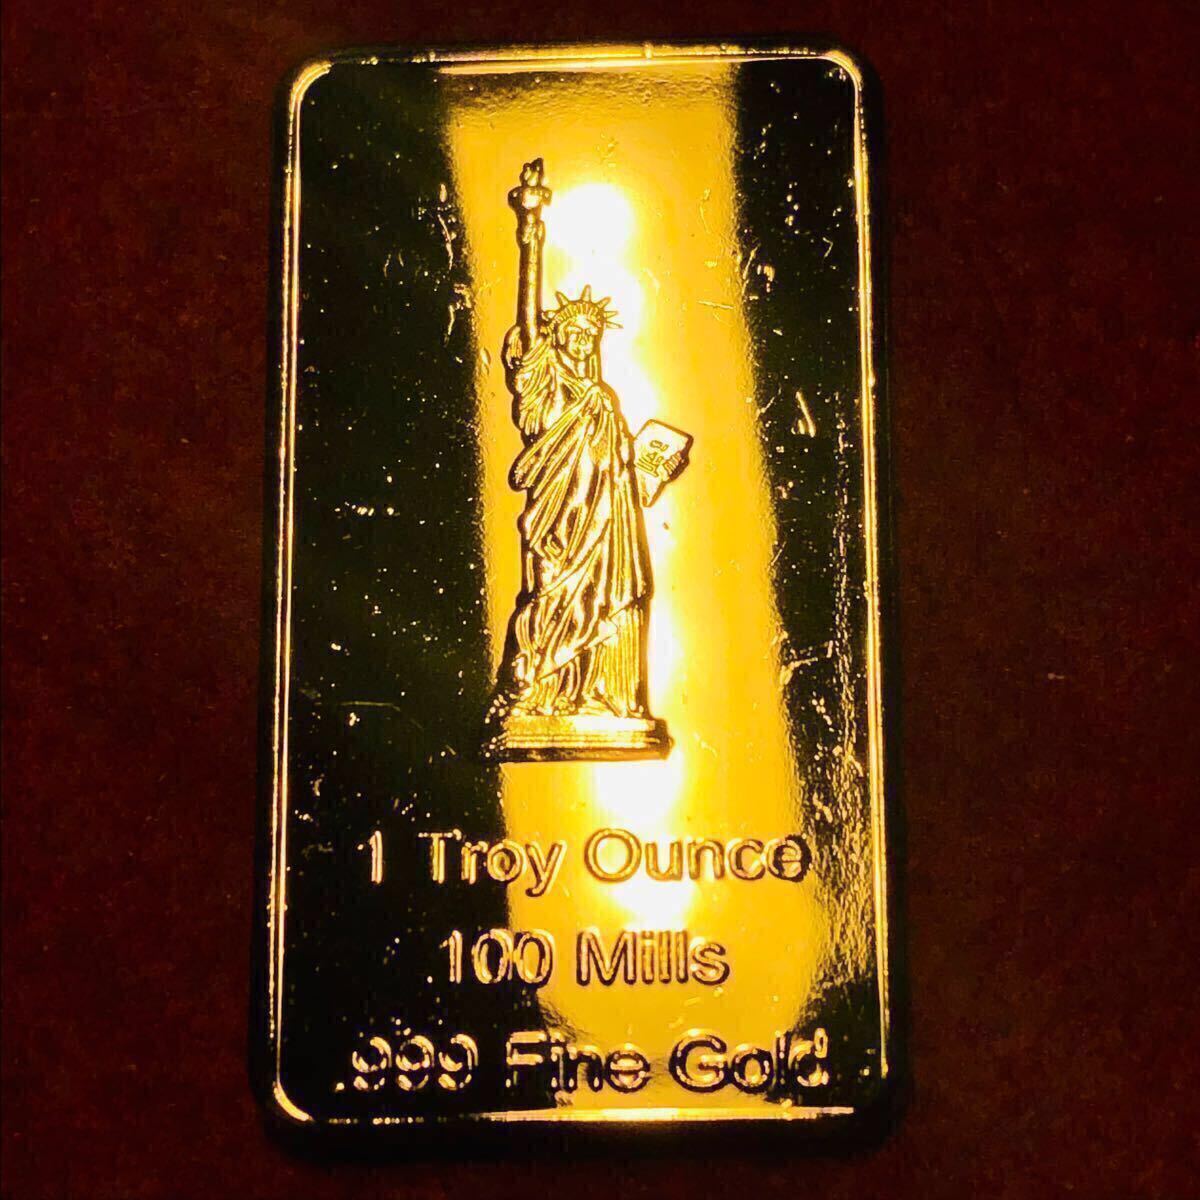 1 Troy Ounce
100 Mills
.999 Fine Gold